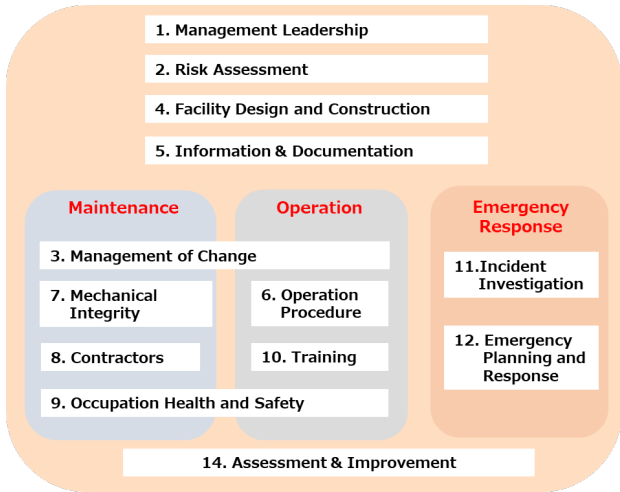 1. Management Leadership
2. Risk Assessment
4. Facility Design and Construction
5. Information & Documentation
Maintenance
Operation
Emergency
Response
3. Management of Change
7. Mechanical
Integrity
6. Operation
Procedure
8. Contractors
10. Training
9. Occupation Health and Safety
11.Incident
Investigation
12. Emergency
Planning and
Response
14. Assessment & Improvement